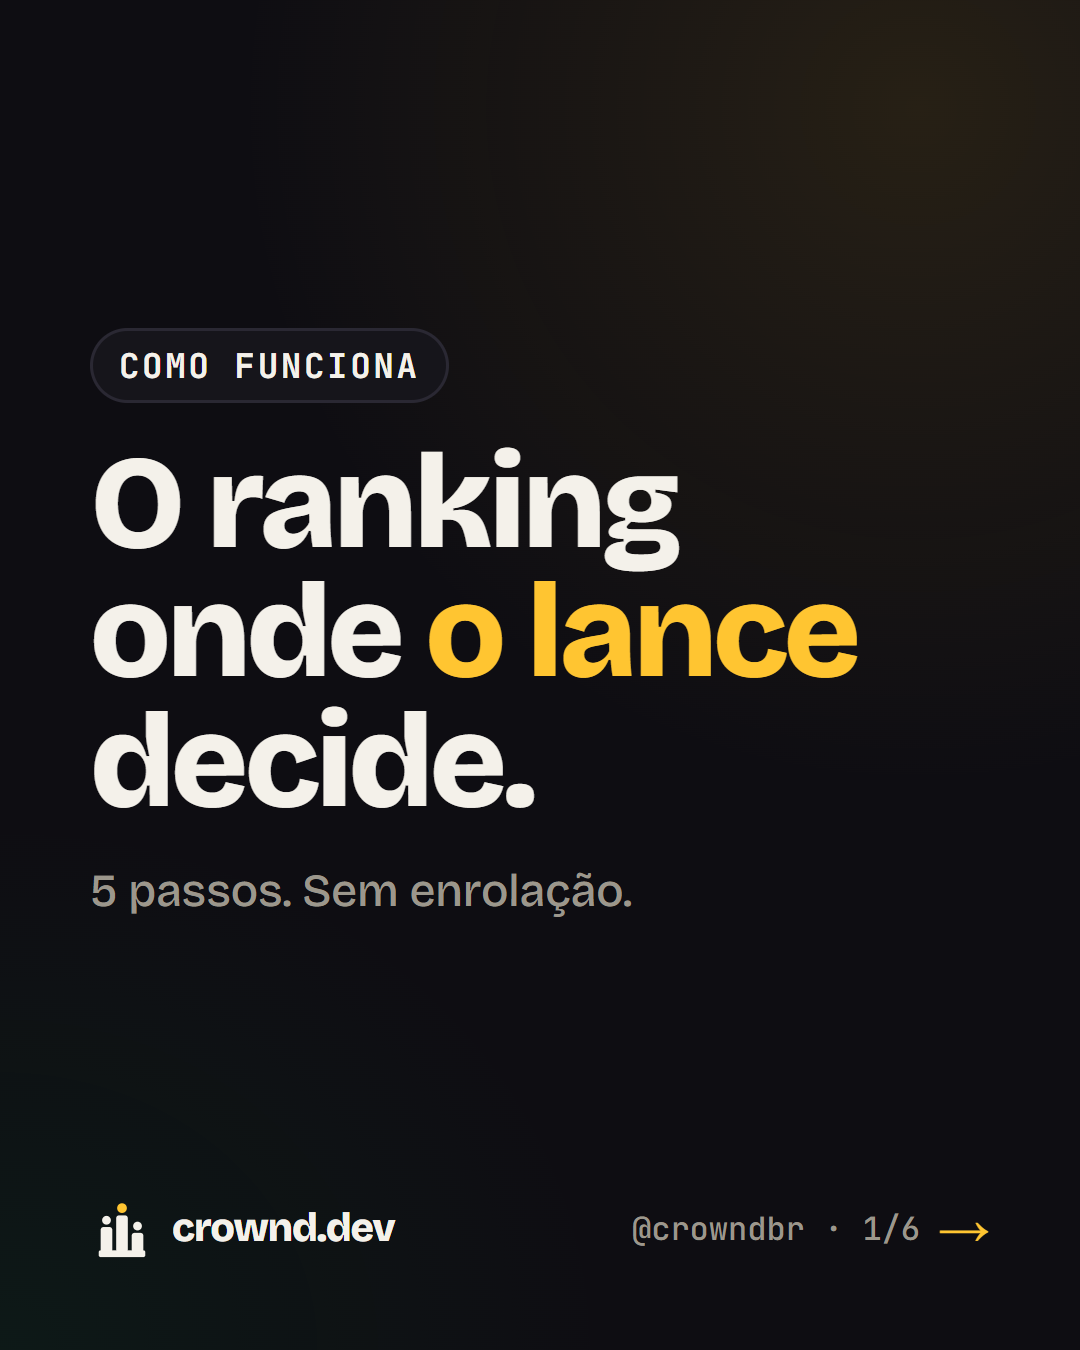 COMO FUNCIONA
O ranking
onde o lance
decide.
5 passos. Sem enrolação.
crownd.dev
@crowndbr · 1/6 →